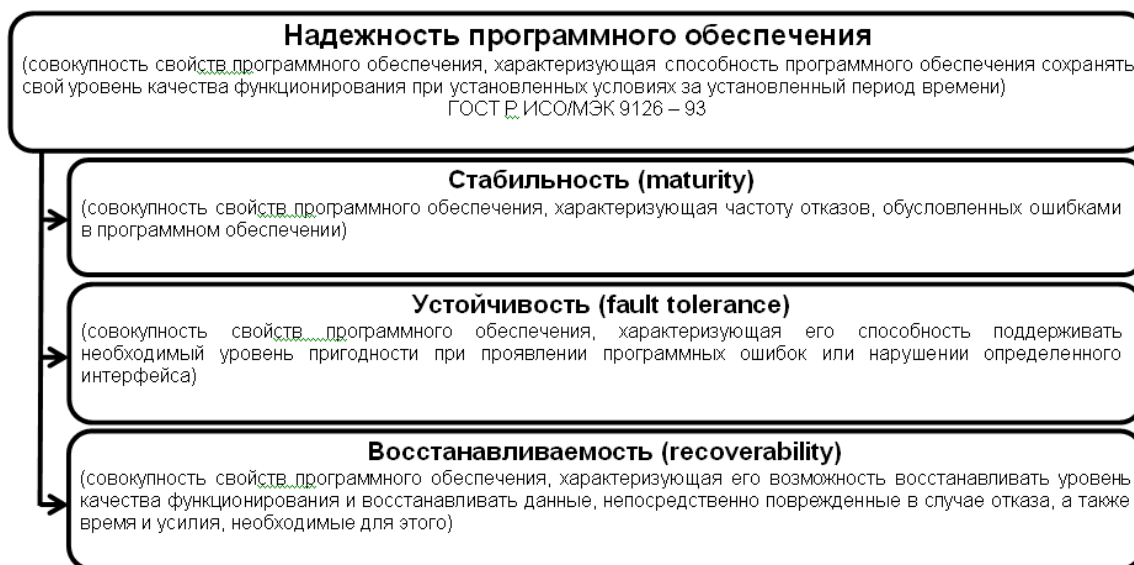 Надежность программного обеспечения
(совокупность свойств программного обеспечения, характеризующая способность программного обеспечения сохранять
свой уровень качества функционирования при установленных условиях за установленный период времени)
ГОСТ Р ИСО/МЭК 9126 – 93
Стабильность (maturity)
(совокупность свойств программного обеспечения, характеризующая частоту отказов, обусловленных ошибками
в программном обеспечении)
Устойчивость (fault tolerance)
(совокупность свойств программного обеспечения, характеризующая его способность поддерживать
необходимый уровень пригодности при проявлении программных ошибок или нарушении определенного
интерфейса)
Восстанавливаемость (recoverability)
(совокупность свойств программного обеспечения, характеризующая его возможность восстанавливать уровень
качества функционирования и восстанавливать данные, непосредственно поврежденные в случае отказа, а также
время и усилия, необходимые для этого)